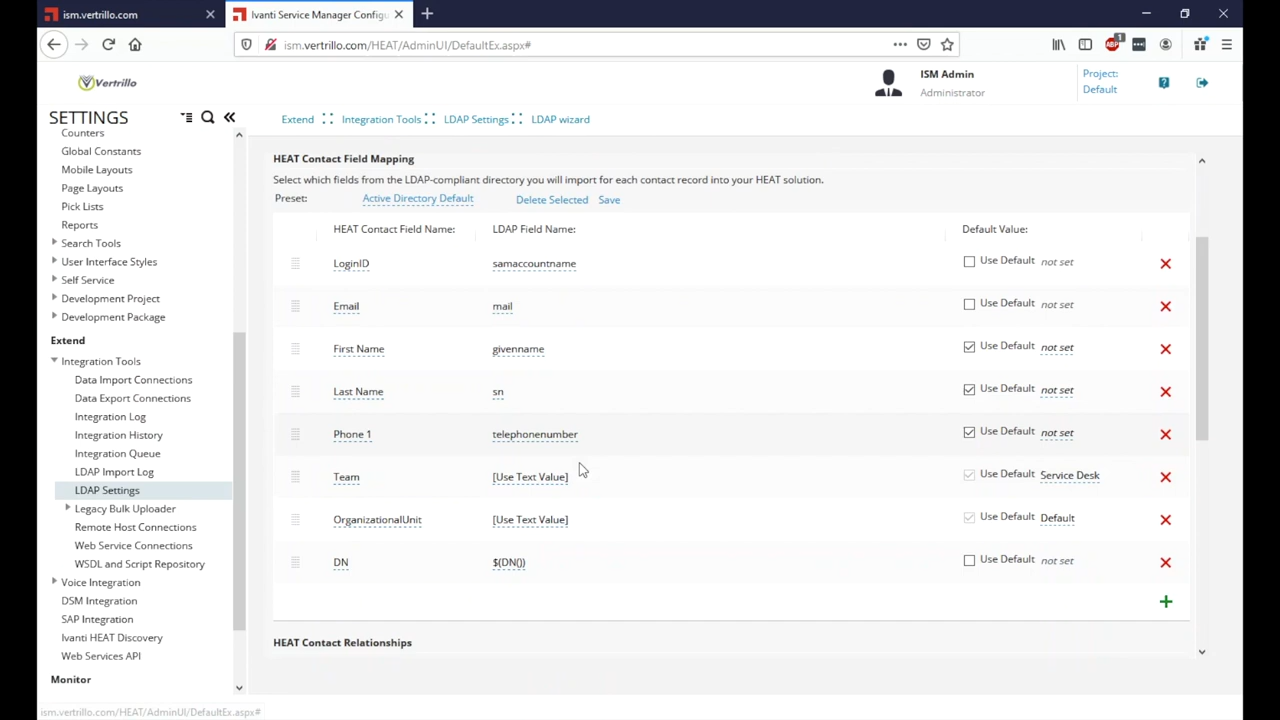 ism.vertrillo.com
Ivanti Service Manager Configu
ism.vertrillo.com/HEAT/AdminUI/DefaultEx.aspx#
ABP
1
Vertrillo
ISM Admin
Administrator
Project:
Default
SETTINGS
Counters
Global Constants
Mobile Layouts
Page Layouts
Pick Lists
Reports
Search Tools
User Interface Styles
Self Service
Development Project
Development Package
Extend
Integration Tools
Data Import Connections
Data Export Connections
Integration Log
Integration History
Integration Queue
LDAP Import Log
LDAP Settings
Legacy Bulk Uploader
Remote Host Connections
Web Service Connections
WSDL and Script Repository
Voice Integration
DSM Integration
SAP Integration
Ivanti HEAT Discovery
Web Services API
Monitor
Extend Integration Tools LDAP Settings LDAP wizard
HEAT Contact Field Mapping
Select which fields from the LDAP-compliant directory you will import for each contact record into your HEAT solution.
Preset: Active Directory Default Delete Selected Save
HEAT Contact Field Name: LDAP Field Name: Default Value:
LoginID samaccountname Use Default not set
Email mail Use Default not set
First Name givenname Use Default not set
Last Name sn Use Default not set
Phone 1 telephonenumber Use Default not set
Team [Use Text Value] Use Default Service Desk
OrganizationalUnit [Use Text Value] Use Default Default
DN $(DN()) Use Default not set
HEAT Contact Relationships
ism.vertrillo.com/HEAT/AdminUI/DefaultEx.aspx#